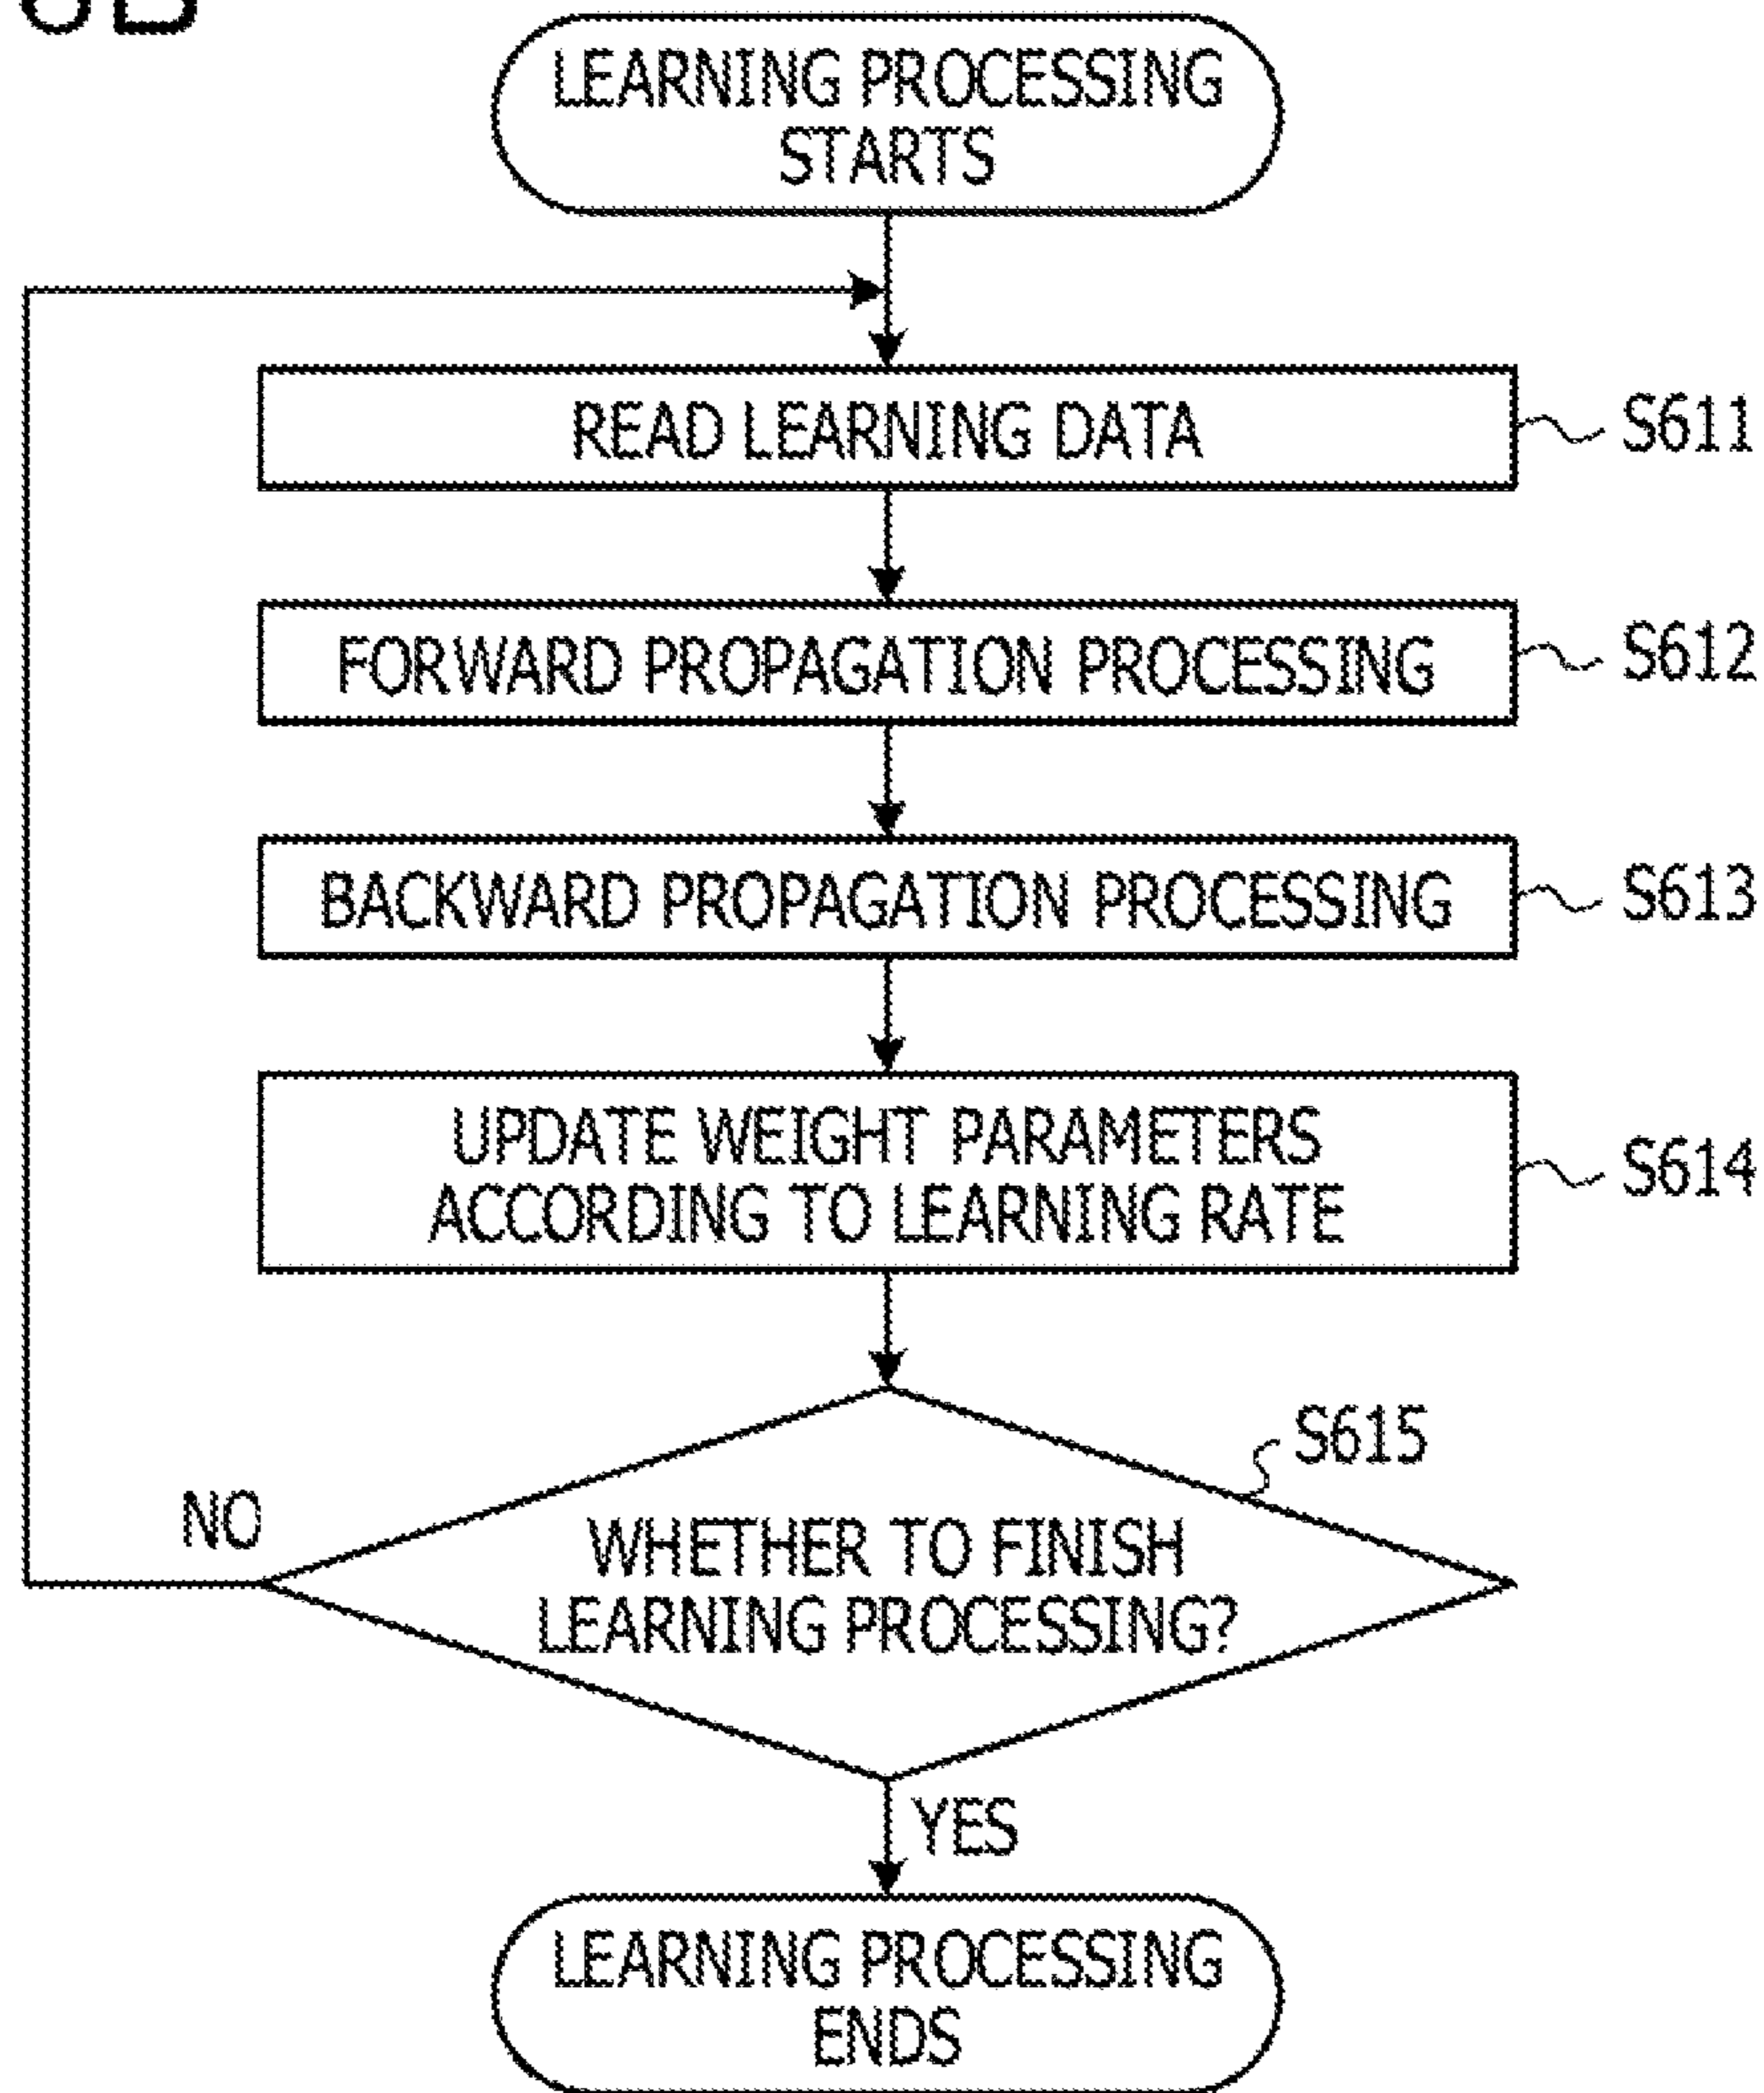 LEARNING PROCESSING
STARTS
READ LEARNING DATA
S611
FORWARD PROPAGATION PROCESSING
S612
BACKWARD PROPAGATION PROCESSING
S613
UPDATE WEIGHT PARAMETERS
ACCORDING TO LEARNING RATE
S614
S615
NO
WHETHER TO FINISH
LEARNING PROCESSING?
YES
LEARNING PROCESSING
ENDS